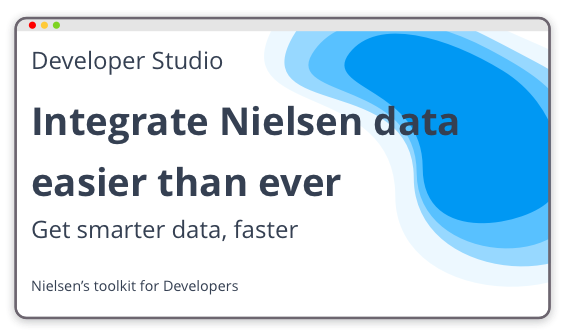 Developer Studio
Integrate Nielsen data
easier than ever
Get smarter data, faster
Nielsen’s toolkit for Developers